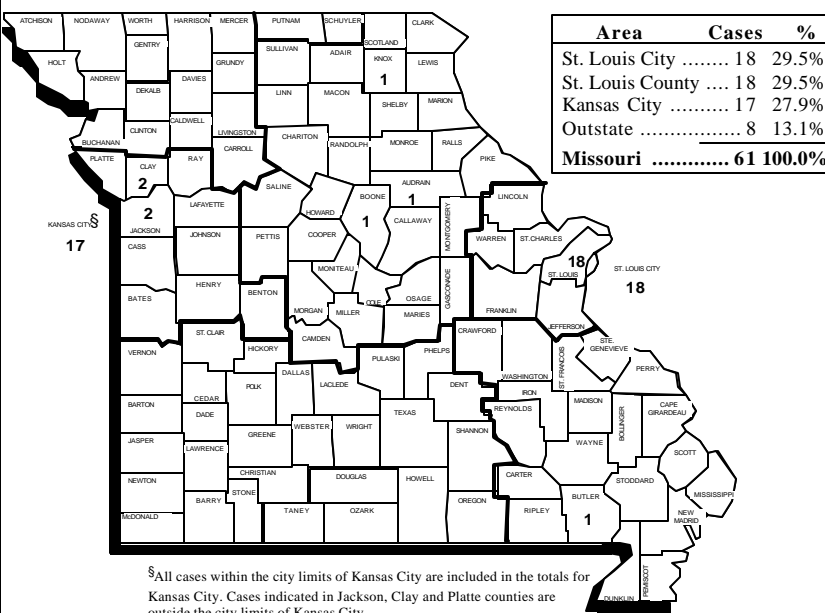 Area Cases %
St. Louis City ........ 18 29.5%
St. Louis County .... 18 29.5%
Kansas City .......... 17 27.9%
Outstate ................ 8 13.1%
Missouri ............. 61 100.0%
ATCHISON NODAWAY WORTH HARRISON MERCER PUTNAM SCHUYLER CLARK
SCOTLAND
GENTRY SULLIVAN ADAIR
HOLT GRUNDY KNOX LEWIS
1
ANDREW DAVIES
DEKALB LINN MACON
SHELBY MARION
CALDWELL
CLINTON LIVINGSTON CHARITON
BUCHANAN CARROLL RANDOLPH MONROE RALLS
PLATTE RAY PIKE
CLAY
2 SALINE AUDRAIN
1
BOONE LINCOLN
1
LAFAYETTE HOWARD
2
JACKSON CALLAWAY MONTGOMERY
KANSAS CITY§
17
CASS JOHNSON PETTIS COOPER WARREN ST.CHARLES
18
ST. LOUIS
ST. LOUIS CITY
18
MONITEAU
HENRY BENTON COLE OSAGE GASCONADE
BATES MORGAN MILLER MARIES FRANKLIN
ST. CLAIR CAMDEN CRAWFORD JEFFERSON
HICKORY PULASKI PHELPS STE.
GENEVIEVE
VERNON DALLAS LACLEDE DENT WASHINGTON ST. FRANCOIS PERRY
POLK IRON
CEDAR TEXAS REYNOLDS MADISON BOLLINGER CAPE
GIRARDEAU
BARTON DADE
WEBSTER WRIGHT SHANNON
GREENE WAYNE
JASPER LAWRENCE SCOTT
CHRISTIAN DOUGLAS HOWELL CARTER STODDARD
NEWTON STONE BUTLER MISSISSIPPI
1
BARRY OREGON RIPLEY
TANEY OZARK NEW
MADRID
McDONALD
PEMISCOT
DUNKLIN
§All cases within the city limits of Kansas City are included in the totals for
Kansas City. Cases indicated in Jackson, Clay and Platte counties are
outside the city limits of Kansas City.